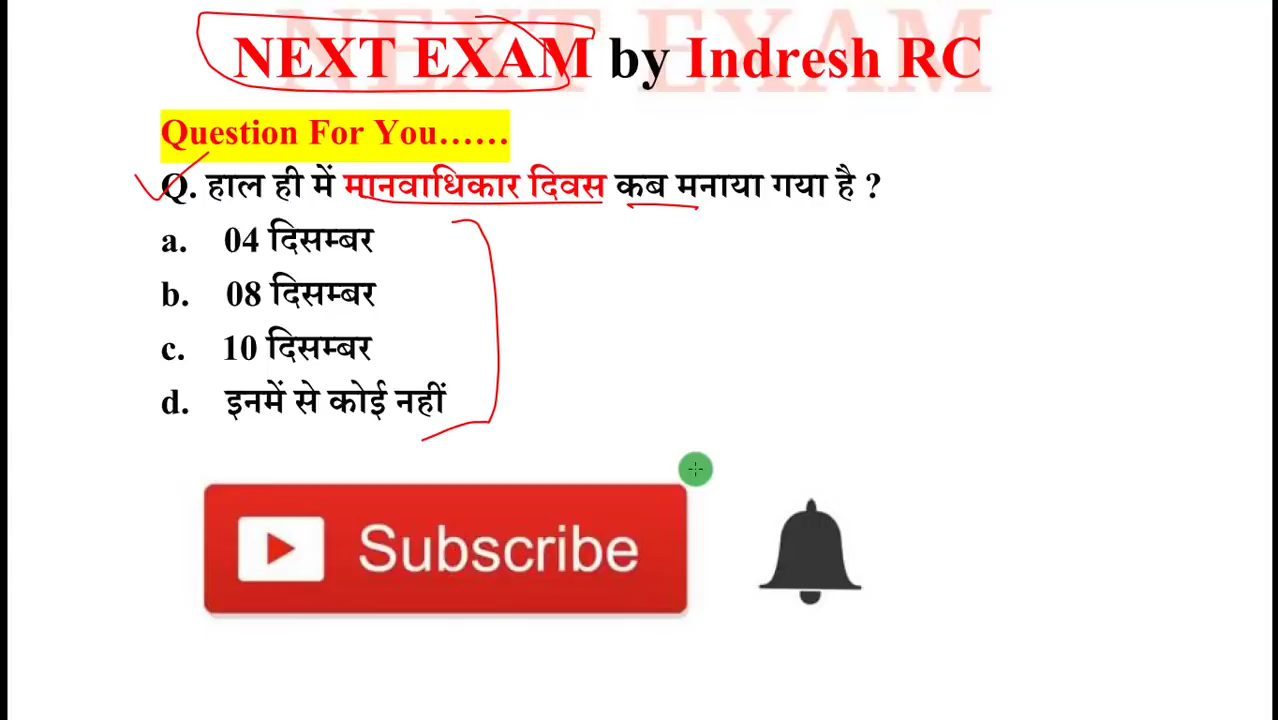 NEXT EXAM by Indresh RC
Question For You……
Q. हाल ही में मानवाधिकार दिवस कब मनाया गया है ?
a. 04 दिसम्बर
b. 08 दिसम्बर
c. 10 दिसम्बर
d. इनमें से कोई नहीं
Subscribe